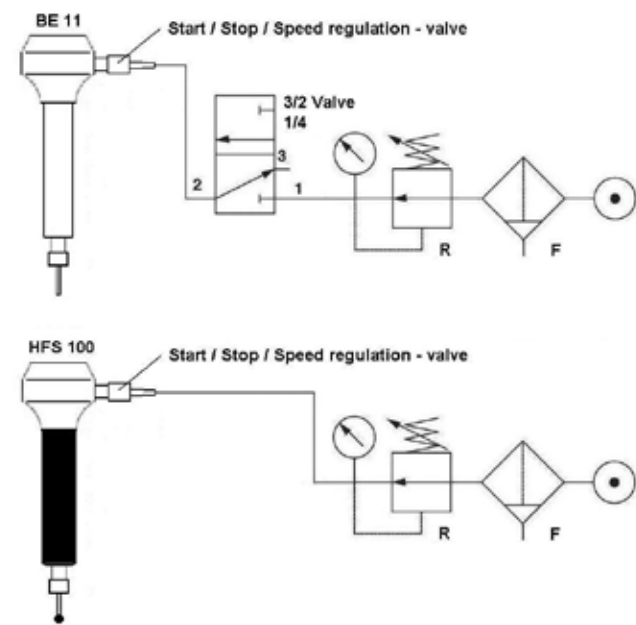 BE 11
Start / Stop / Speed regulation - valve
3/2 Valve
1/4
3
2
1
R
F
HFS 100
Start / Stop / Speed regulation - valve
R
F